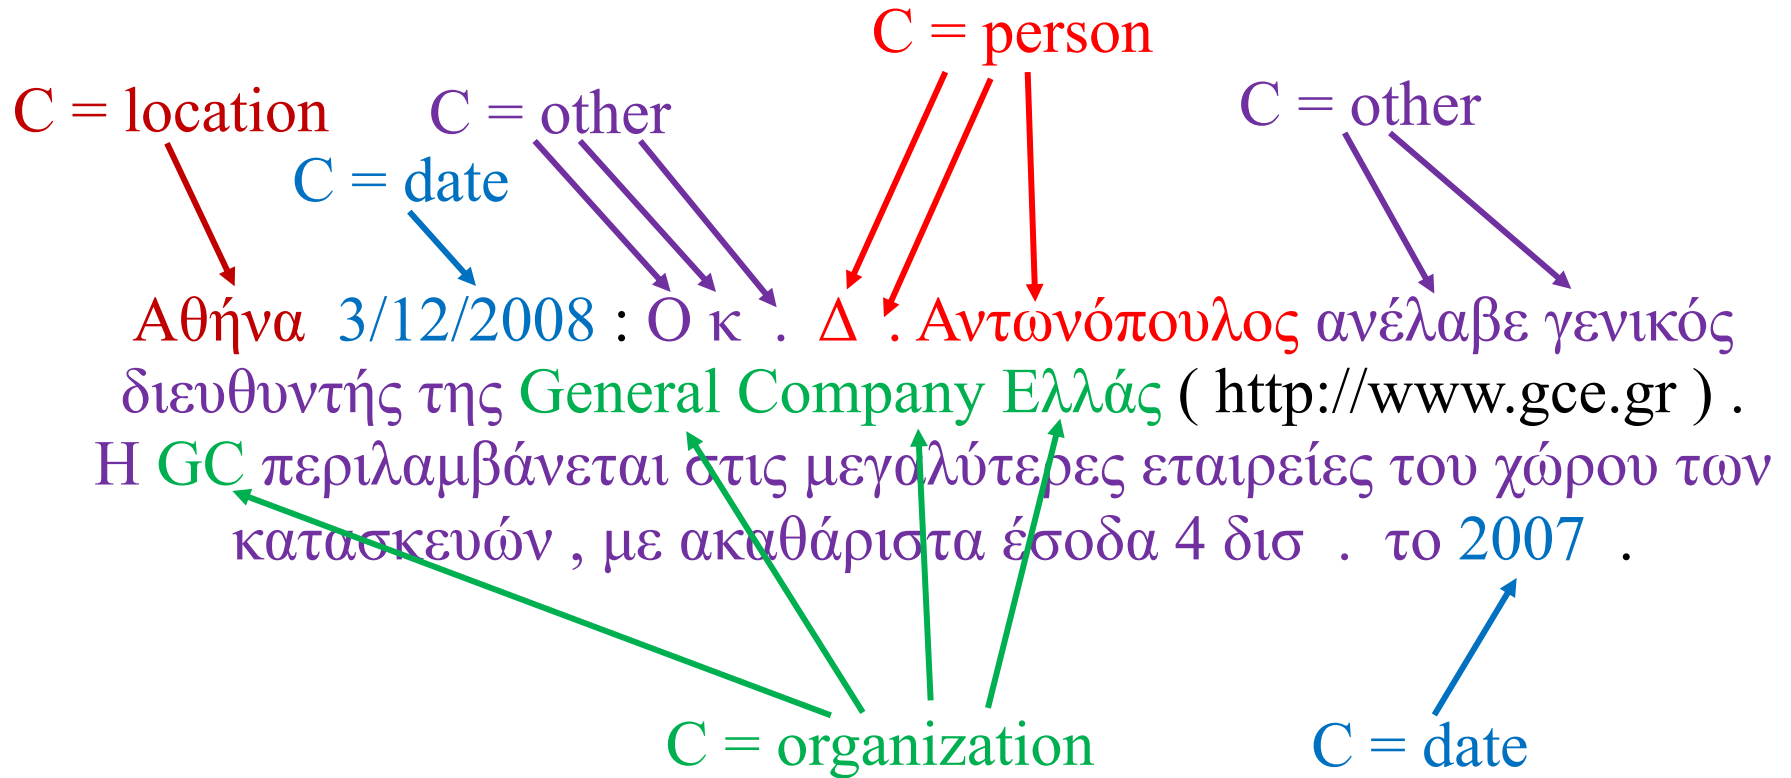 C = person
C = location
C = other
C = other
C = date
Αθήνα 3/12/2008 : Ο κ . Δ . Αντωνόπουλος ανέλαβε γενικός
διευθυντής της General Company Ελλάς ( http://www.gce.gr ) .
Η GC περιλαμβάνεται στις μεγαλύτερες εταιρείες του χώρου των
κατασκευών , με ακαθάριστα έσοδα 4 δισ . το 2007 .
C = organization
C = date